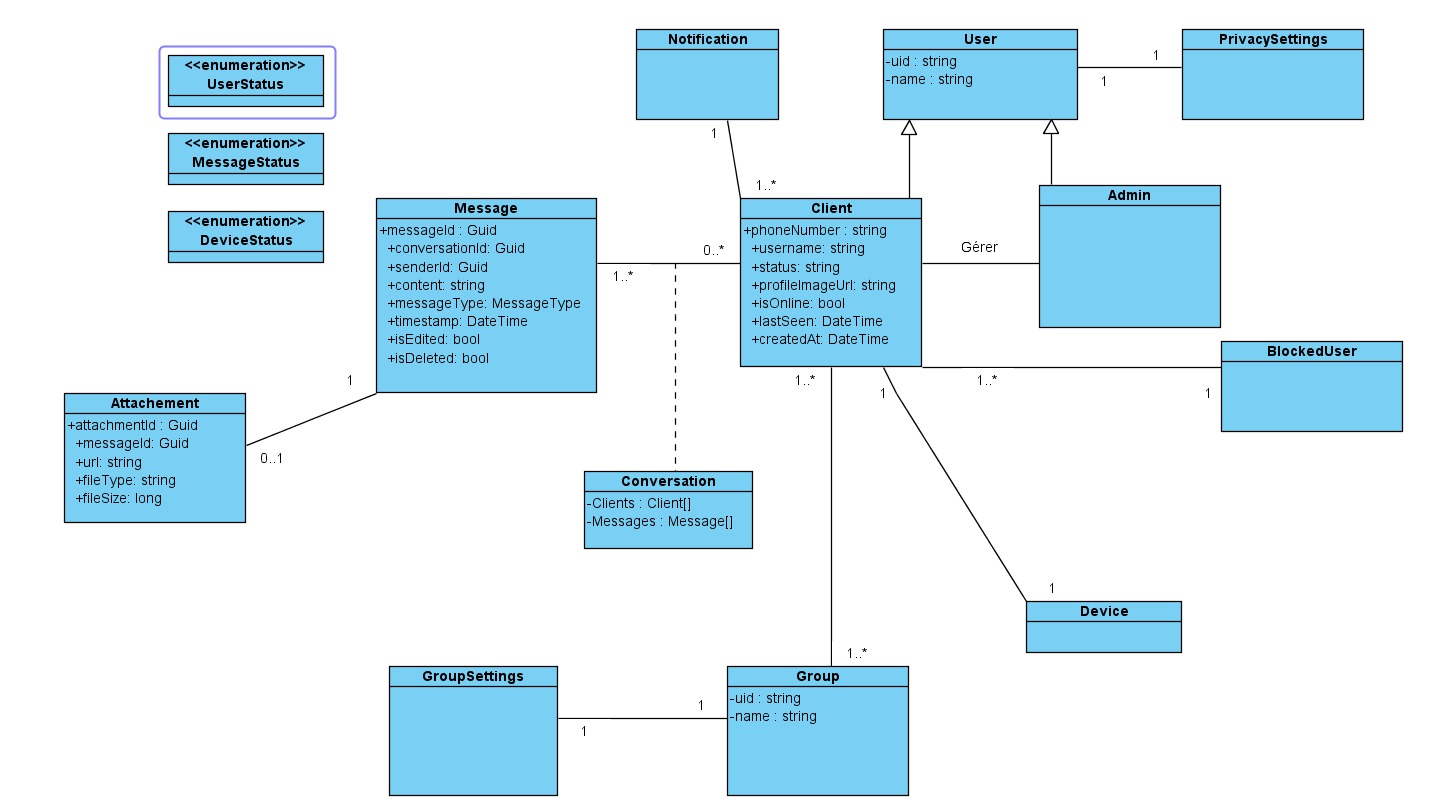 <<enumeration>>
UserStatus
<<enumeration>>
MessageStatus
<<enumeration>>
DeviceStatus
Notification
1
1..*
User
-uid : string
-name : string
1
1
PrivacySettings
Message
+messageId : Guid
+conversationId: Guid
+senderId: Guid
+content: string
+messageType: MessageType
+timestamp: DateTime
+isEdited: bool
+isDeleted: bool
0..*
1..*
Client
+phoneNumber : string
+username: string
+status: string
+profileImageUrl: string
+isOnline: bool
+lastSeen: DateTime
+createdAt: DateTime
Gérer
Admin
BlockedUser
1..*
1
1
0..1
Attachement
+attachmentId : Guid
+messageId: Guid
+url: string
+fileType: string
+fileSize: long
Conversation
-Clients : Client[]
-Messages : Message[]
1..*
1
1
Device
1..*
GroupSettings
1
1
Group
-uid : string
-name : string